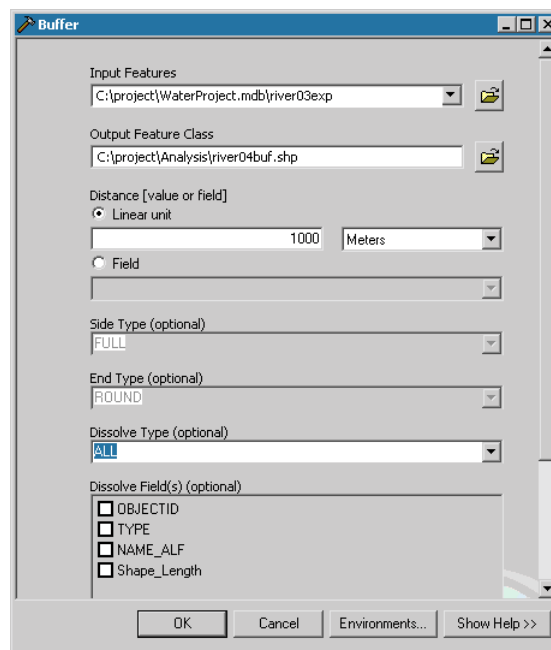 Buffer
Input Features
C:\project\WaterProject.mdb\river03exp
Output Feature Class
C:\project\Analysis\river04buf.shp
Distance [value or field]
Linear unit
1000 Meters
Field
Side Type (optional)
FULL
End Type (optional)
ROUND
Dissolve Type (optional)
ALL
Dissolve Field(s) (optional)
OBJECTID
TYPE
NAME_ALF
Shape_Length
OK Cancel Environments... Show Help >>